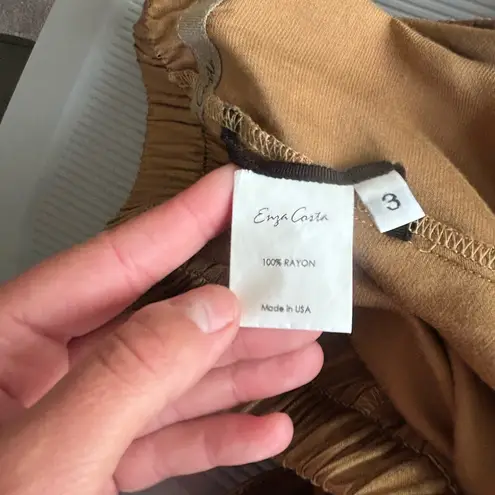 Enza Costa
3
100% RAYON
Made in USA